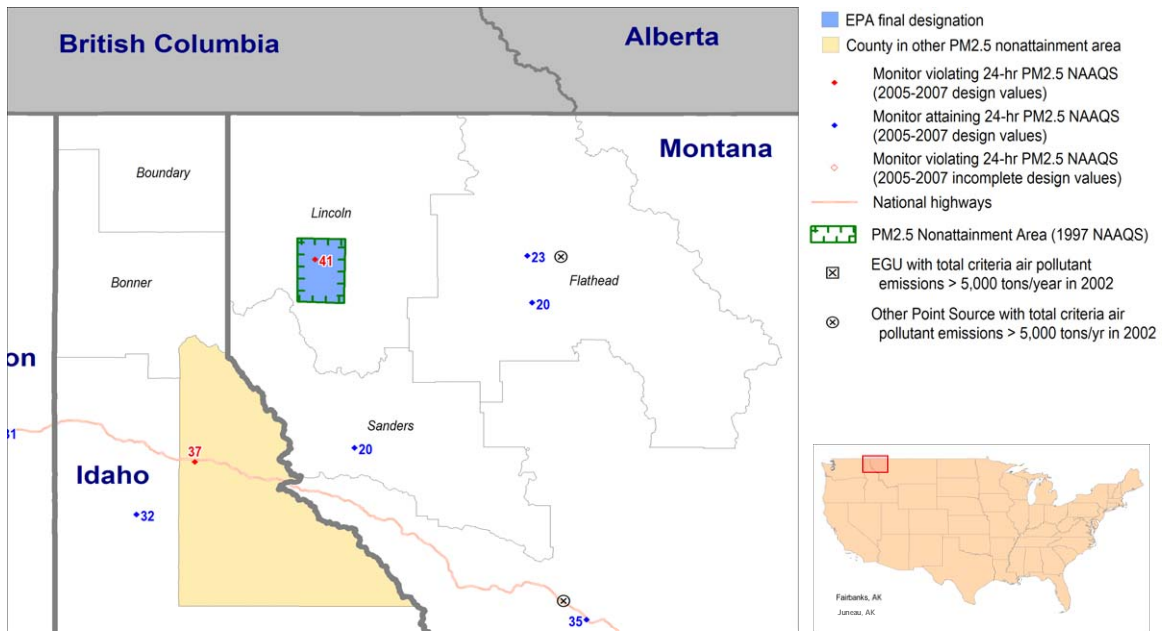 British Columbia
Alberta
Montana
Boundary
Lincoln
41
23
Flathead
Bonner
20
on
Sanders
20
31
37
Idaho
32
35
EPA final designation
County in other PM2.5 nonattainment area
Monitor violating 24-hr PM2.5 NAAQS
(2005-2007 design values)
Monitor attaining 24-hr PM2.5 NAAQS
(2005-2007 design values)
Monitor violating 24-hr PM2.5 NAAQS
(2005-2007 incomplete design values)
National highways
PM2.5 Nonattainment Area (1997 NAAQS)
EGU with total criteria air pollutant
emissions > 5,000 tons/year in 2002
Other Point Source with total criteria air
pollutant emissions > 5,000 tons/yr in 2002
Fairbanks, AK
Juneau, AK